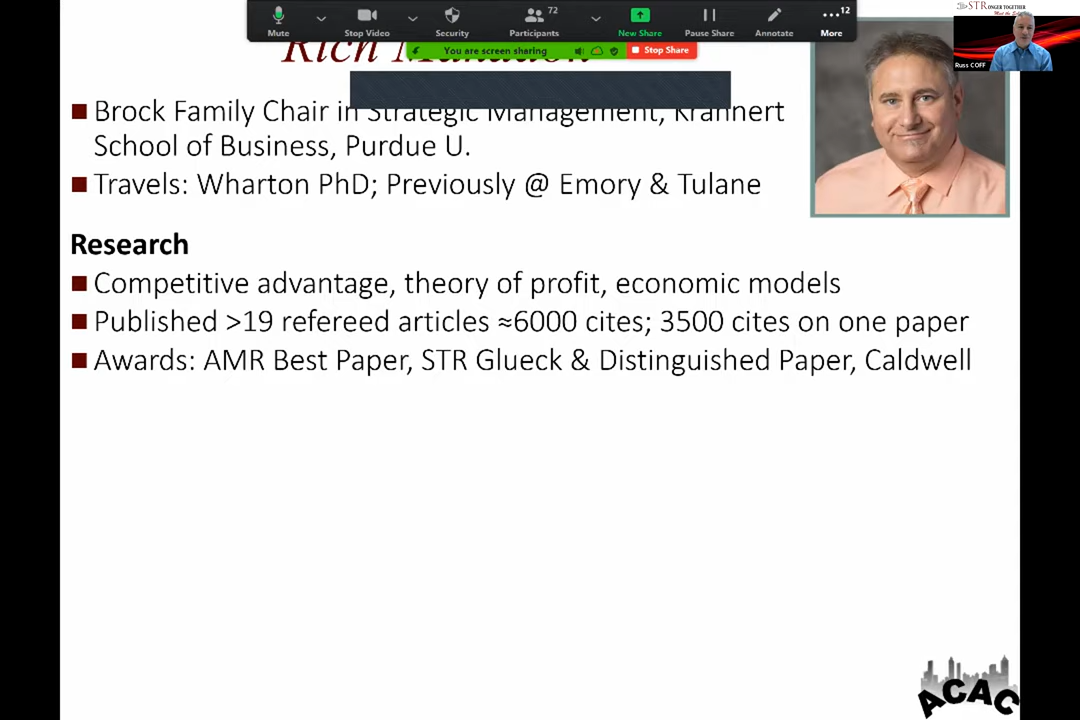 STRONGER TOGETHER
72
12
Mute
Stop Video
Security
Participants
New Share
Pause Share
Annotate
More
You are screen sharing
Stop Share
Russ COFF
Rich
Brock Family Chair in Strategic Management, Krannert
School of Business, Purdue U.
Travels: Wharton PhD; Previously @ Emory & Tulane
Research
Competitive advantage, theory of profit, economic models
Published >19 refereed articles ≈6000 cites; 3500 cites on one paper
Awards: AMR Best Paper, STR Glueck & Distinguished Paper, Caldwell
ACAC